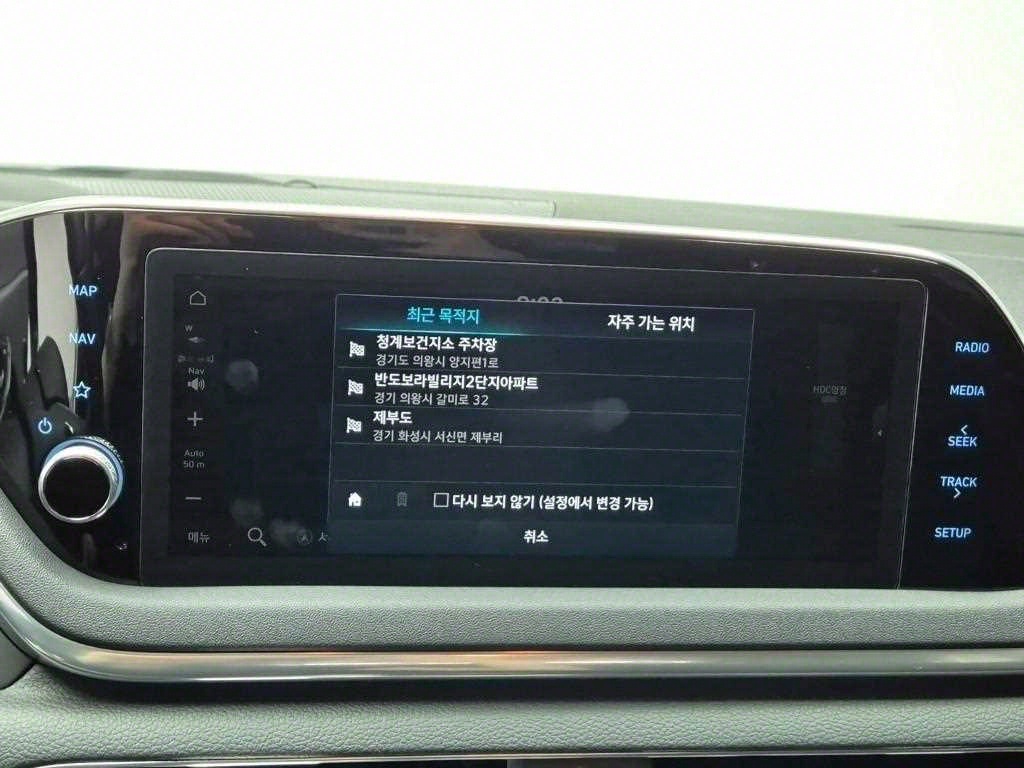 MAP
NAV
W
Nav
Auto
50 m
메뉴
최근 목적지
자주 가는 위치
청계보건지소 주차장
경기도 의왕시 양지편1로
반도보라빌리지2단지아파트
경기 의왕시 갈미로 32
제부도
경기 화성시 서신면 제부리
다시 보지 않기 (설정에서 변경 가능)
취소
RADIO
MEDIA
SEEK
TRACK
SETUP